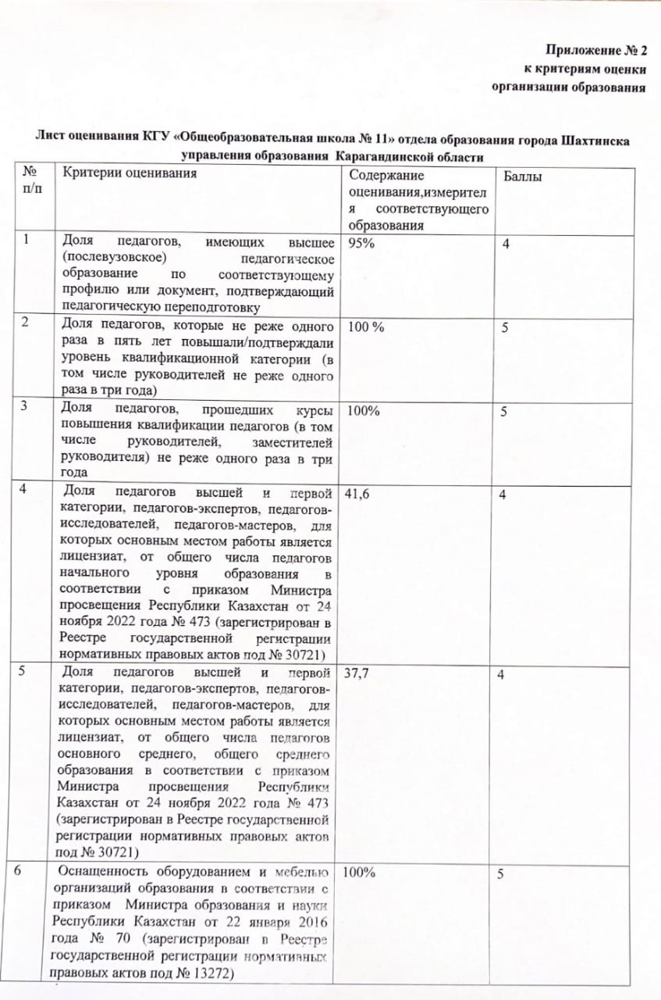 Приложение № 2
к критериям оценки
организации образования
Лист оценивания КГУ «Общеобразовательная школа № 11» отдела образования города Шахтинска
управления образования Карагандинской области
№
п/п
Критерии оценивания
Содержание
оценивания,измерител
я соответствующего
образования
Баллы
1
Доля педагогов, имеющих высшее
(послевузовское) педагогическое
образование по соответствующему
профилю или документ, подтверждающий
педагогическую переподготовку
95%
4
2
Доля педагогов, которые не реже одного
раза в пять лет повышали/подтверждали
уровень квалификационной категории (в
том числе руководителей не реже одного
раза в три года)
100 %
5
3
Доля педагогов, прошедших курсы
повышения квалификации педагогов (в том
числе руководителей, заместителей
руководителя) не реже одного раза в три
года
100%
5
4
Доля педагогов высшей и первой
категории, педагогов-экспертов, педагогов-
исследователей, педагогов-мастеров, для
которых основным местом работы является
лицензиат, от общего числа педагогов
начального уровня образования в
соответствии с приказом Министра
просвещения Республики Казахстан от 24
ноября 2022 года № 473 (зарегистрирован в
Реестре государственной регистрации
нормативных правовых актов под № 30721)
41,6
4
5
Доля педагогов высшей и первой
категории, педагогов-экспертов, педагогов-
исследователей, педагогов-мастеров, для
которых основным местом работы является
лицензиат, от общего числа педагогов
основного среднего, общего среднего
образования в соответствии с приказом
Министра просвещения Республики
Казахстан от 24 ноября 2022 года № 473
(зарегистрирован в Реестре государственной
регистрации нормативных правовых актов
под № 30721)
37,7
4
6
Оснащенность оборудованием и мебелью
организаций образования в соответствии с
приказом Министра образования и науки
Республики Казахстан от 22 января 2016
года № 70 (зарегистрирован в Реестре
государственной регистрации нормативных
правовых актов под № 13272)
100%
5